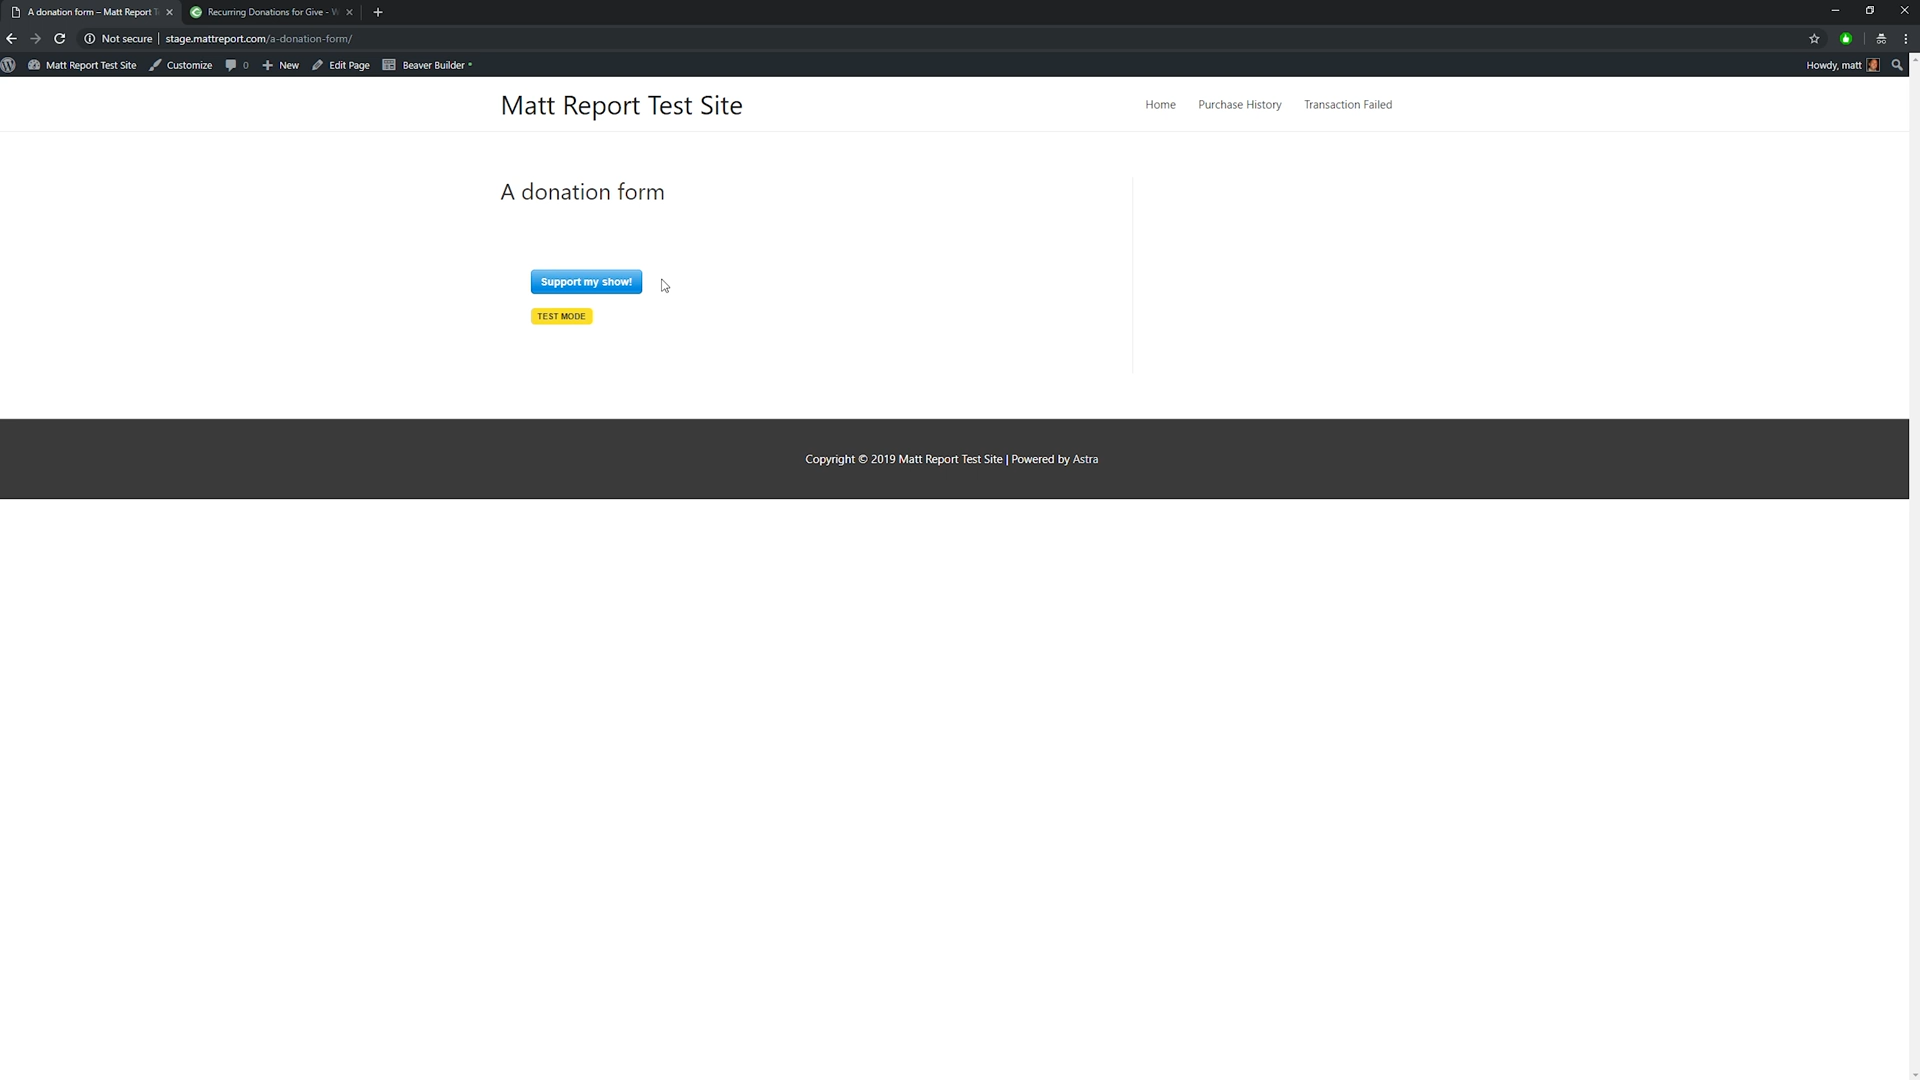 A donation form – Matt Report T
Recurring Donations for Give - W
Not secure
stage.mattreport.com/a-donation-form/
Matt Report Test Site
Customize
0
New
Edit Page
Beaver Builder
Howdy, matt
Matt Report Test Site
Home
Purchase History
Transaction Failed
A donation form
Support my show!
TEST MODE
Copyright © 2019 Matt Report Test Site | Powered by Astra